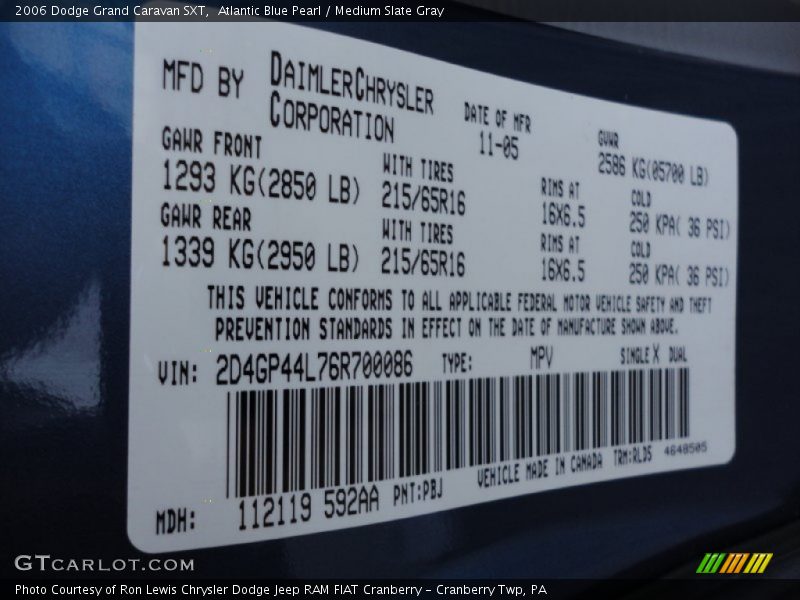 2006 Dodge Grand Caravan SXT,  Atlantic Blue Pearl / Medium Slate Gray
MFD BY DAIMLERCHRYSLER CORPORATION
DATE OF MFR
11-05
GVWR
2586 KG(05700 LB)
GAWR FRONT
1293 KG(2850 LB)
WITH TIRES
215/65R16
RIMS AT
16X6.5
COLD
250 KPA( 36 PSI)
GAWR REAR
1339 KG(2950 LB)
WITH TIRES
215/65R16
RIMS AT
16X6.5
COLD
250 KPA( 36 PSI)
THIS VEHICLE CONFORMS TO ALL APPLICABLE FEDERAL MOTOR VEHICLE SAFETY AND THEFT
PREVENTION STANDARDS IN EFFECT ON THE DATE OF MANUFACTURE SHOWN ABOVE.
VIN: 2D4GP44L76R700086 TYPE: MPV SINGLE X DUAL
MDH: 112119 592AA PNT:PBJ VEHICLE MADE IN CANADA TRM:RLDS 4648505
GTCARLOT.COM
Photo Courtesy of Ron Lewis Chrysler Dodge Jeep RAM FIAT Cranberry – Cranberry Twp, PA